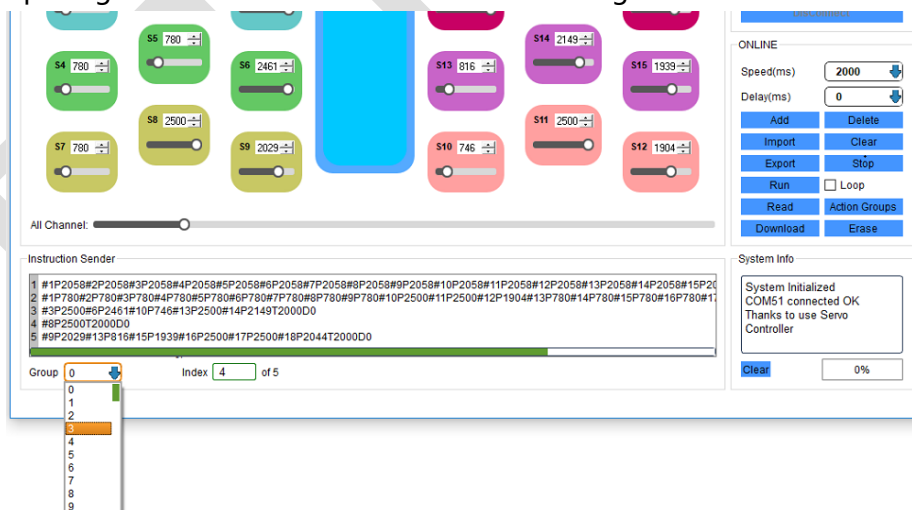 S5 780
S14 2149
S4 780
S6 2461
S13 816
S15 1939
S8 2500
S11 2500
S7 780
S9 2029
S10 746
S12 1904
All Channel:
ONLINE
Speed(ms) 2000
Delay(ms) 0
Add Delete
Import Clear
Export Stop
Run Loop
Read Action Groups
Download Erase
Instruction Sender
1 #1P2058#2P2058#3P2058#4P2058#5P2058#6P2058#7P2058#8P2058#9P2058#10P2058#11P2058#12P2058#13P2058#14P2058#15P20
2 #1P780#2P780#3P780#4P780#5P780#6P780#7P780#8P780#9P780#10P2500#11P2500#12P1904#13P780#14P780#15P780#16P780#17
3 #3P2500#6P2461#10P746#13P2500#14P2149T2000D0
4 #8P2500T2000D0
5 #9P2029#13P816#15P1939#16P2500#17P2500#18P2044T2000D0
Group 0 Index 4 of 5
0
1
2
3
4
5
6
7
8
9
System Info
System Initialized
COM51 connected OK
Thanks to use Servo
Controller
Clear 0%